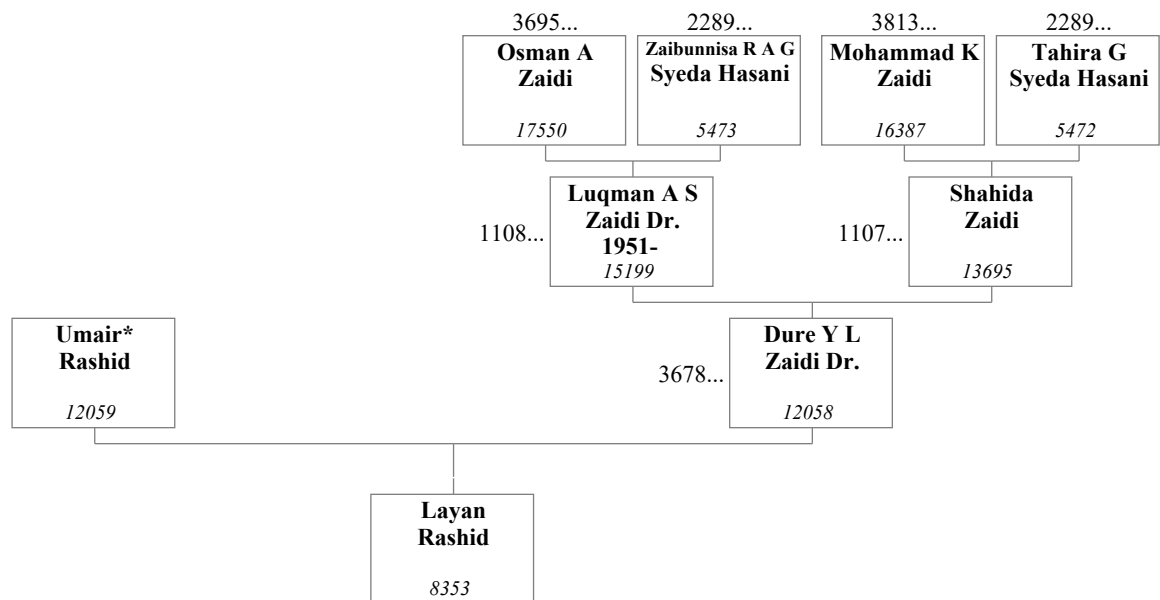 3695...
2289...
3813...
2289...
Osman A
Zaidi
17550
Zaibunnisa R A G
Syeda Hasani
5473
Mohammad K
Zaidi
16387
Tahira G
Syeda Hasani
5472
1108...
Luqman A S
Zaidi Dr.
1951-
15199
1107...
Shahida
Zaidi
13695
Umair*
Rashid
12059
3678...
Dure Y L
Zaidi Dr.
12058
Layan
Rashid
8353